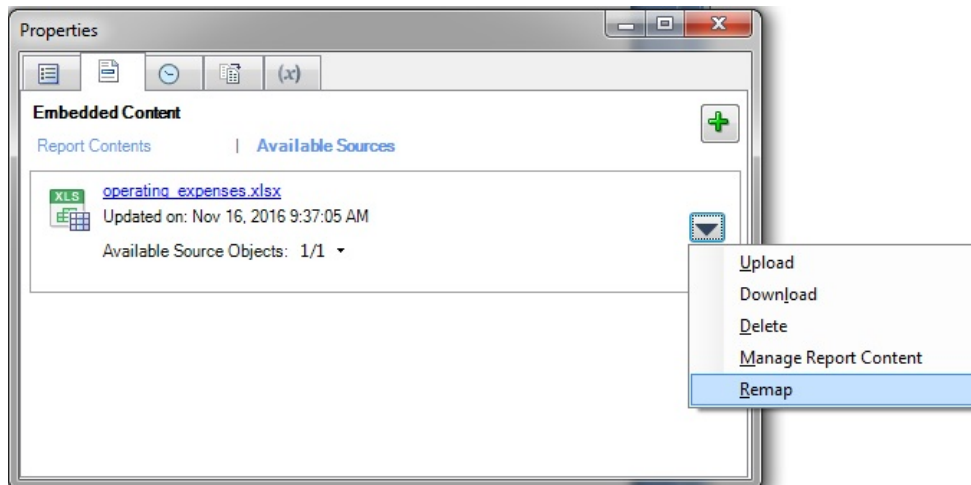 Properties
(x)
Embedded Content
Report Contents | Available Sources
XLS
operating_expenses.xlsx
Updated on: Nov 16, 2016 9:37:05 AM
Available Source Objects: 1/1
Upload
Download
Delete
Manage Report Content
Remap